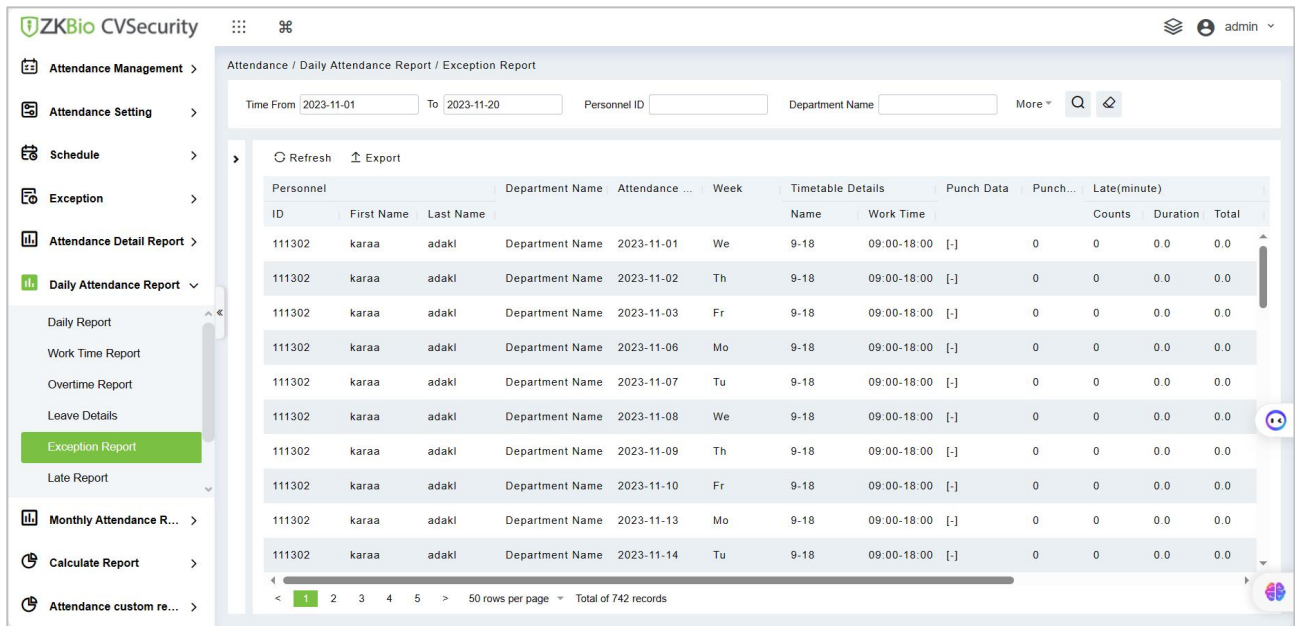 ZKBio CVSecurity
admin
Attendance Management
Attendance Setting
Schedule
Exception
Attendance Detail Report
Daily Attendance Report
Daily Report
Work Time Report
Overtime Report
Leave Details
Exception Report
Late Report
Monthly Attendance R...
Calculate Report
Attendance custom re...
Attendance / Daily Attendance Report / Exception Report
Time From 2023-11-01 To 2023-11-20 Personnel ID Department Name More
Refresh Export
Personnel Department Name Attendance ... Week Timetable Details Punch Data Punch... Late(minute)
ID First Name Last Name Name Work Time Counts Duration Total
111302 karaa adakl Department Name 2023-11-01 We 9-18 09:00-18:00 [-] 0 0 0.0 0.0
111302 karaa adakl Department Name 2023-11-02 Th 9-18 09:00-18:00 [-] 0 0 0.0 0.0
111302 karaa adakl Department Name 2023-11-03 Fr 9-18 09:00-18:00 [-] 0 0 0.0 0.0
111302 karaa adakl Department Name 2023-11-06 Mo 9-18 09:00-18:00 [-] 0 0 0.0 0.0
111302 karaa adakl Department Name 2023-11-07 Tu 9-18 09:00-18:00 [-] 0 0 0.0 0.0
111302 karaa adakl Department Name 2023-11-08 We 9-18 09:00-18:00 [-] 0 0 0.0 0.0
111302 karaa adakl Department Name 2023-11-09 Th 9-18 09:00-18:00 [-] 0 0 0.0 0.0
111302 karaa adakl Department Name 2023-11-10 Fr 9-18 09:00-18:00 [-] 0 0 0.0 0.0
111302 karaa adakl Department Name 2023-11-13 Mo 9-18 09:00-18:00 [-] 0 0 0.0 0.0
111302 karaa adakl Department Name 2023-11-14 Tu 9-18 09:00-18:00 [-] 0 0 0.0 0.0
< 1 2 3 4 5 > 50 rows per page Total of 742 records